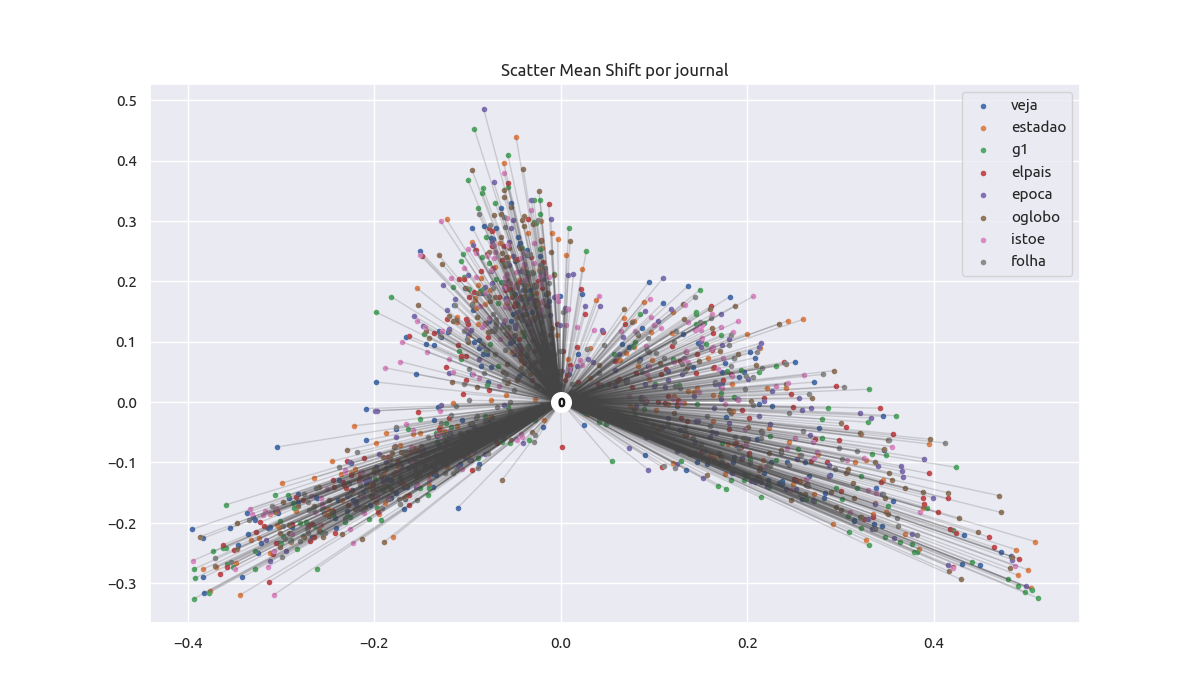 Scatter Mean Shift por journal
0.5
0.4
0.3
0.2
0.1
0.0
−0.1
−0.2
−0.3
−0.4
−0.2
0.0
0.2
0.4
0
veja
estadao
g1
elpais
epoca
oglobo
istoe
folha